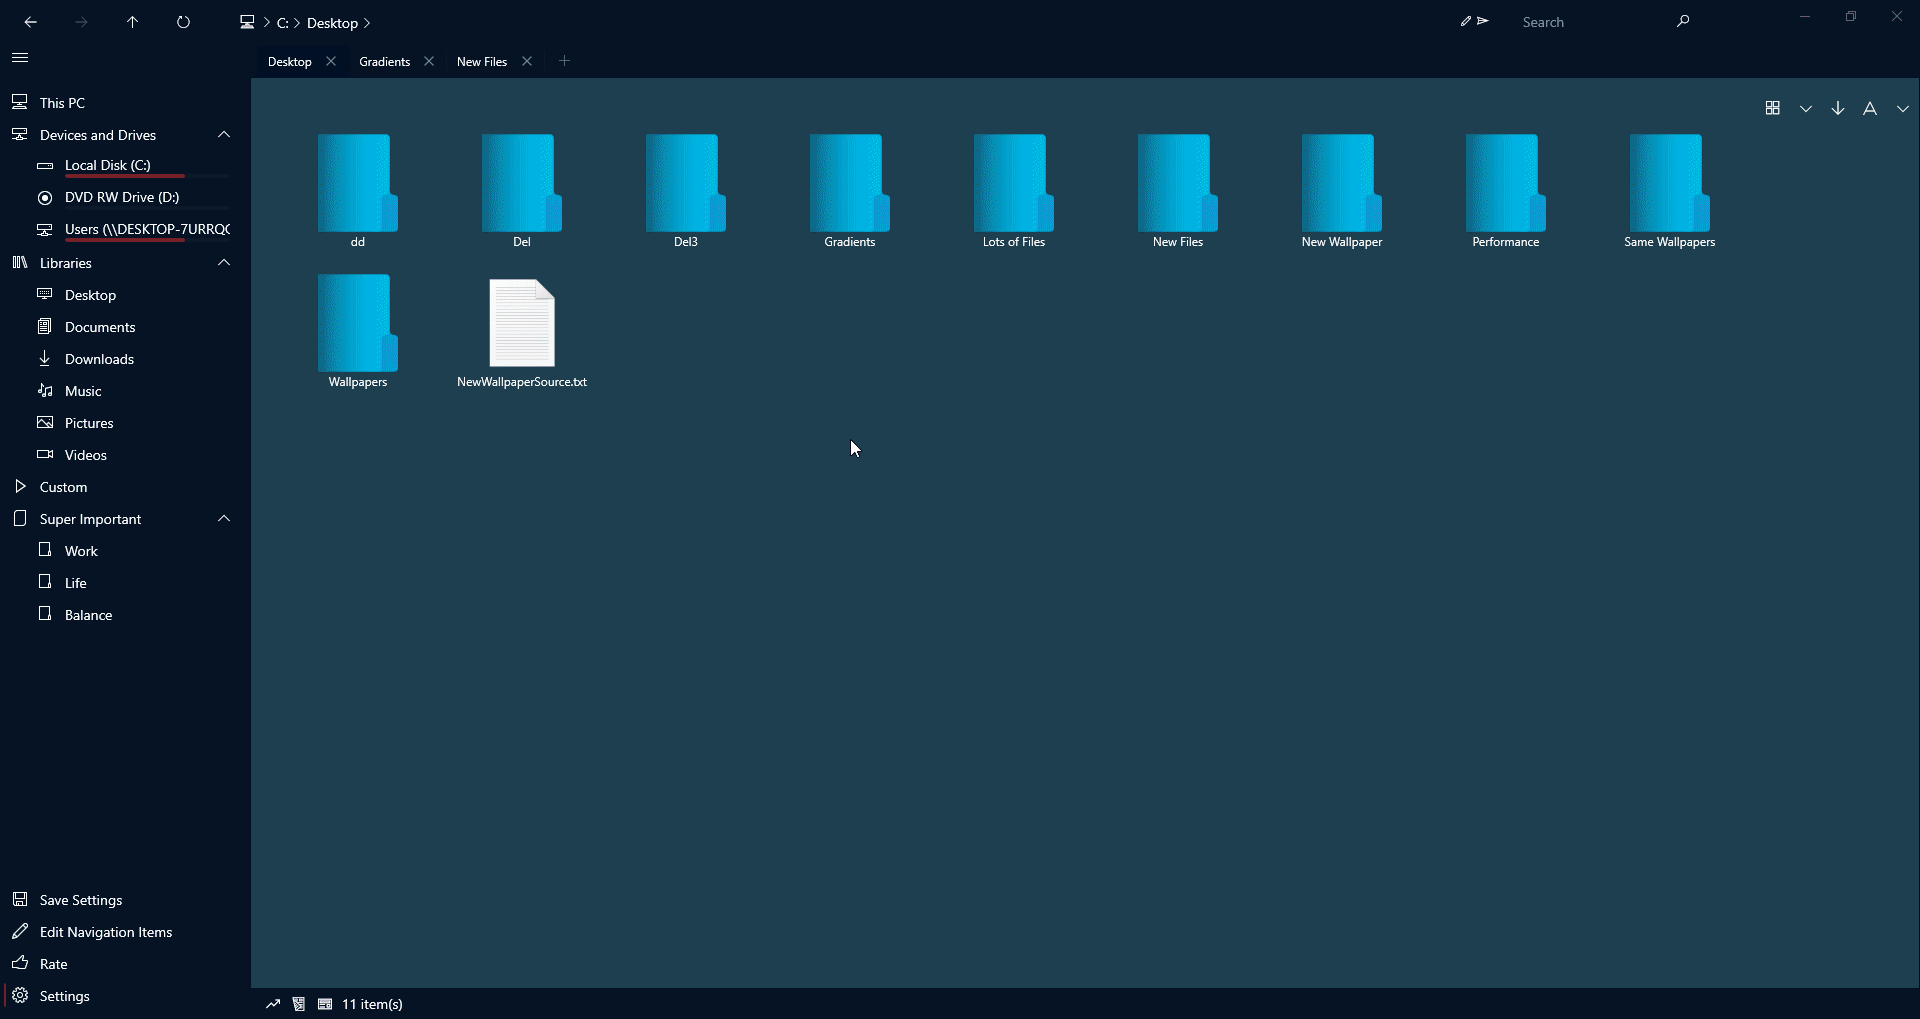 C: Desktop
Search
Desktop
Gradients
New Files
This PC
Devices and Drives
Local Disk (C:)
DVD RW Drive (D:)
Users (\\DESKTOP-7URRQ
Libraries
Desktop
Documents
Downloads
Music
Pictures
Videos
Custom
Super Important
Work
Life
Balance
Save Settings
Edit Navigation Items
Rate
Settings
dd
Del
Del3
Gradients
Lots of Files
New Files
New Wallpaper
Performance
Same Wallpapers
Wallpapers
NewWallpaperSource.txt
11 item(s)